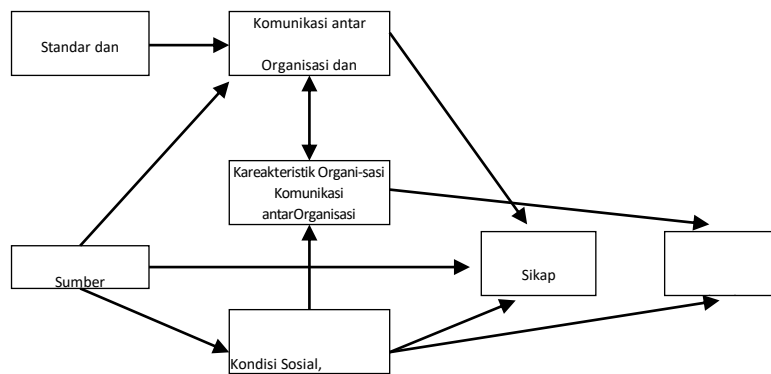 Komunikasi antar
Standar dan
Organisasi dan
Kareakteristik Organi-sasi
Komunikasi
antarOrganisasi
Sumber
Sikap
Kondisi Sosial,